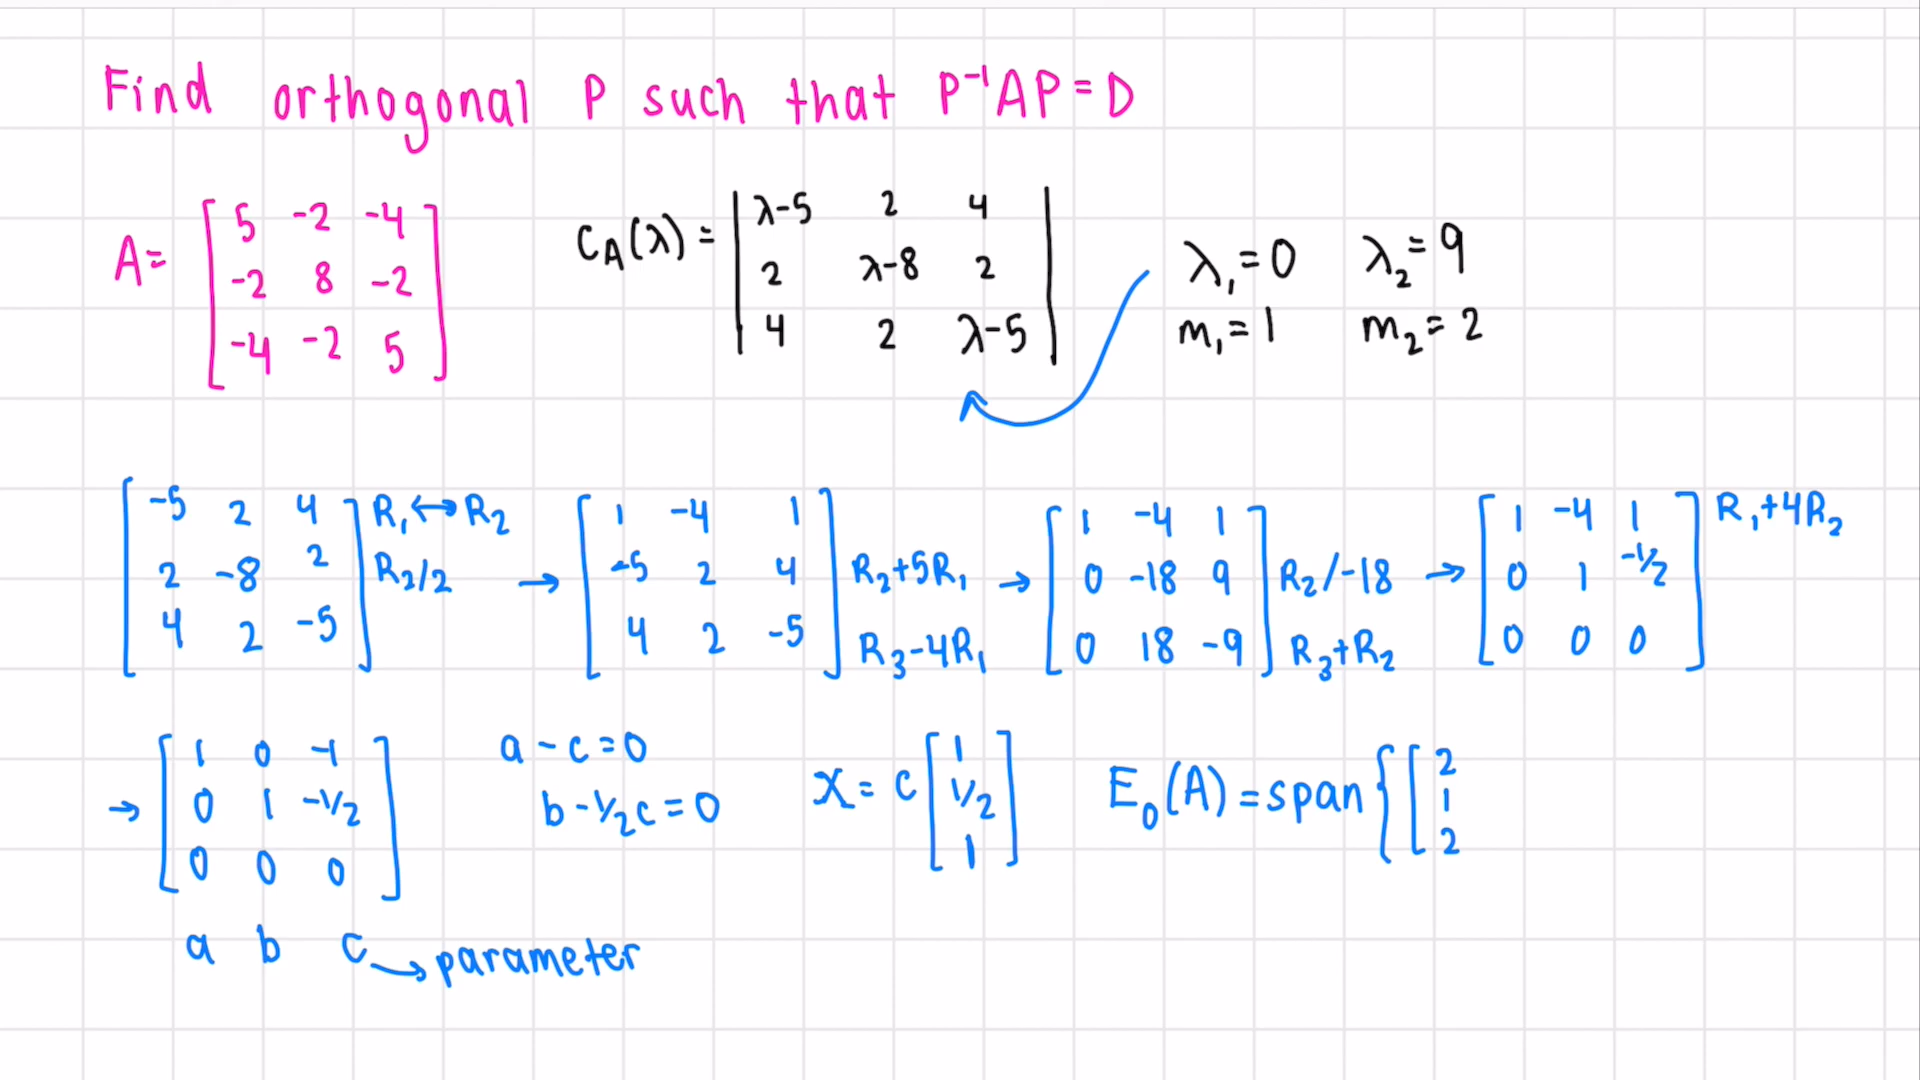 Find orthogonal P such that P⁻¹AP=D
A= [5 -2 -4; -2 8 -2; -4 -2 5]
C_A(λ) = |λ-5 2 4; 2 λ-8 2; 4 2 λ-5|
λ₁=0 λ₂=9
m₁=1 m₂=2
[-5 2 4; 2 -8 2; 4 2 -5] R₁↔R₂ R₂/2
→ [1 -4 1; -5 2 4; 4 2 -5] R₂+5R₁ R₃-4R₁
→ [1 -4 1; 0 -18 9; 0 18 -9] R₂/-18 R₃+R₂
→ [1 -4 1; 0 1 -1/2; 0 0 0] R₁+4R₂
→ [1 0 -1; 0 1 -1/2; 0 0 0]
a b c → parameter
a - c = 0
b - 1/2c = 0
x = c [1; 1/2; 1]
E₀(A) = span { [2; 1; 2